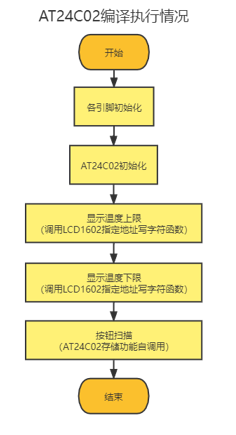 AT24C02编译执行情况
开始
各引脚初始化
AT24C02初始化
显示温度上限
（调用LCD1602指定地址写字符函数）
显示温度下限
（调用LCD1602指定地址写字符函数）
按钮扫描
（AT24C02存储功能自调用）
结束